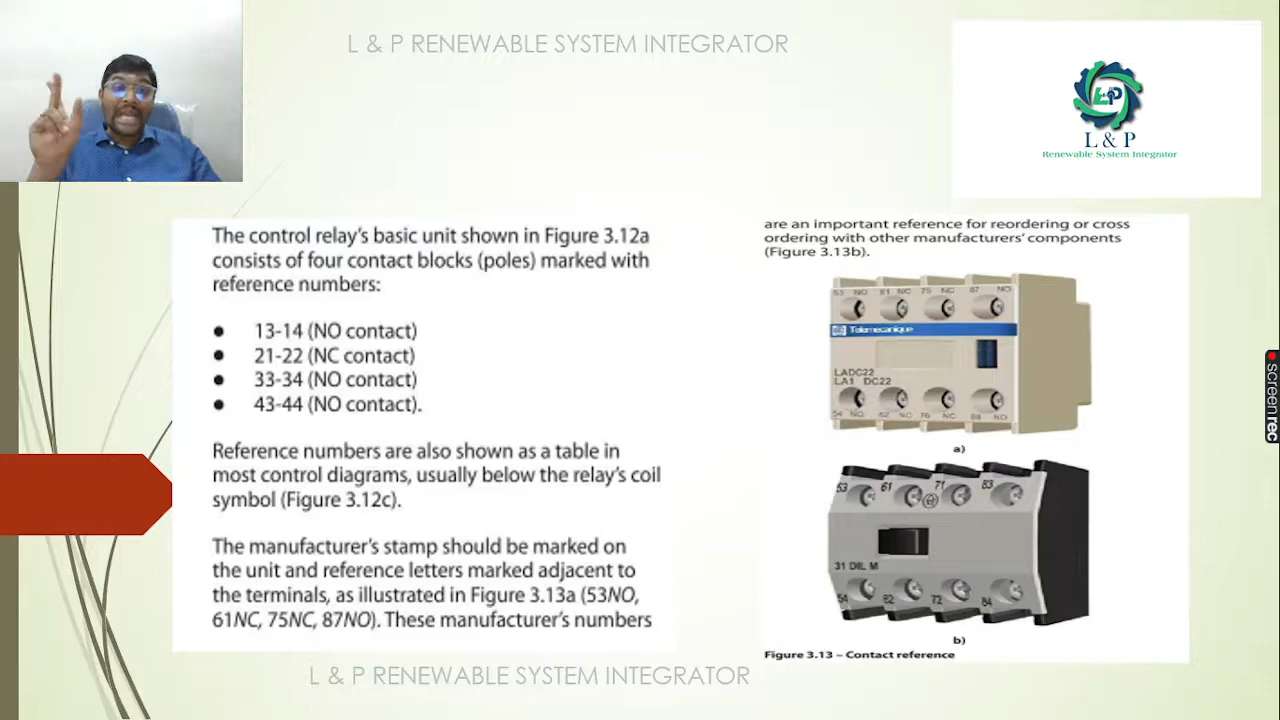 L & P RENEWABLE SYSTEM INTEGRATOR
L&P
L & P
Renewable System Integrator
The control relay's basic unit shown in Figure 3.12a
consists of four contact blocks (poles) marked with
reference numbers:
● 13-14 (NO contact)
● 21-22 (NC contact)
● 33-34 (NO contact)
● 43-44 (NO contact).
Reference numbers are also shown as a table in
most control diagrams, usually below the relay's coil
symbol (Figure 3.12c).
The manufacturer's stamp should be marked on
the unit and reference letters marked adjacent to
the terminals, as illustrated in Figure 3.13a (53NO,
61NC, 75NC, 87NO). These manufacturer's numbers
are an important reference for reordering or cross
ordering with other manufacturers' components
(Figure 3.13b).
53 NO 61 NC 75 NC 87 NO
Telemecanique
LADC22
LA1 DC22
54 NO 62 NC 76 NC 88 NO
a)
53 61 71 83
31 DIL M
54 62 72 84
b)
Figure 3.13 – Contact reference
L & P RENEWABLE SYSTEM INTEGRATOR
screenrec